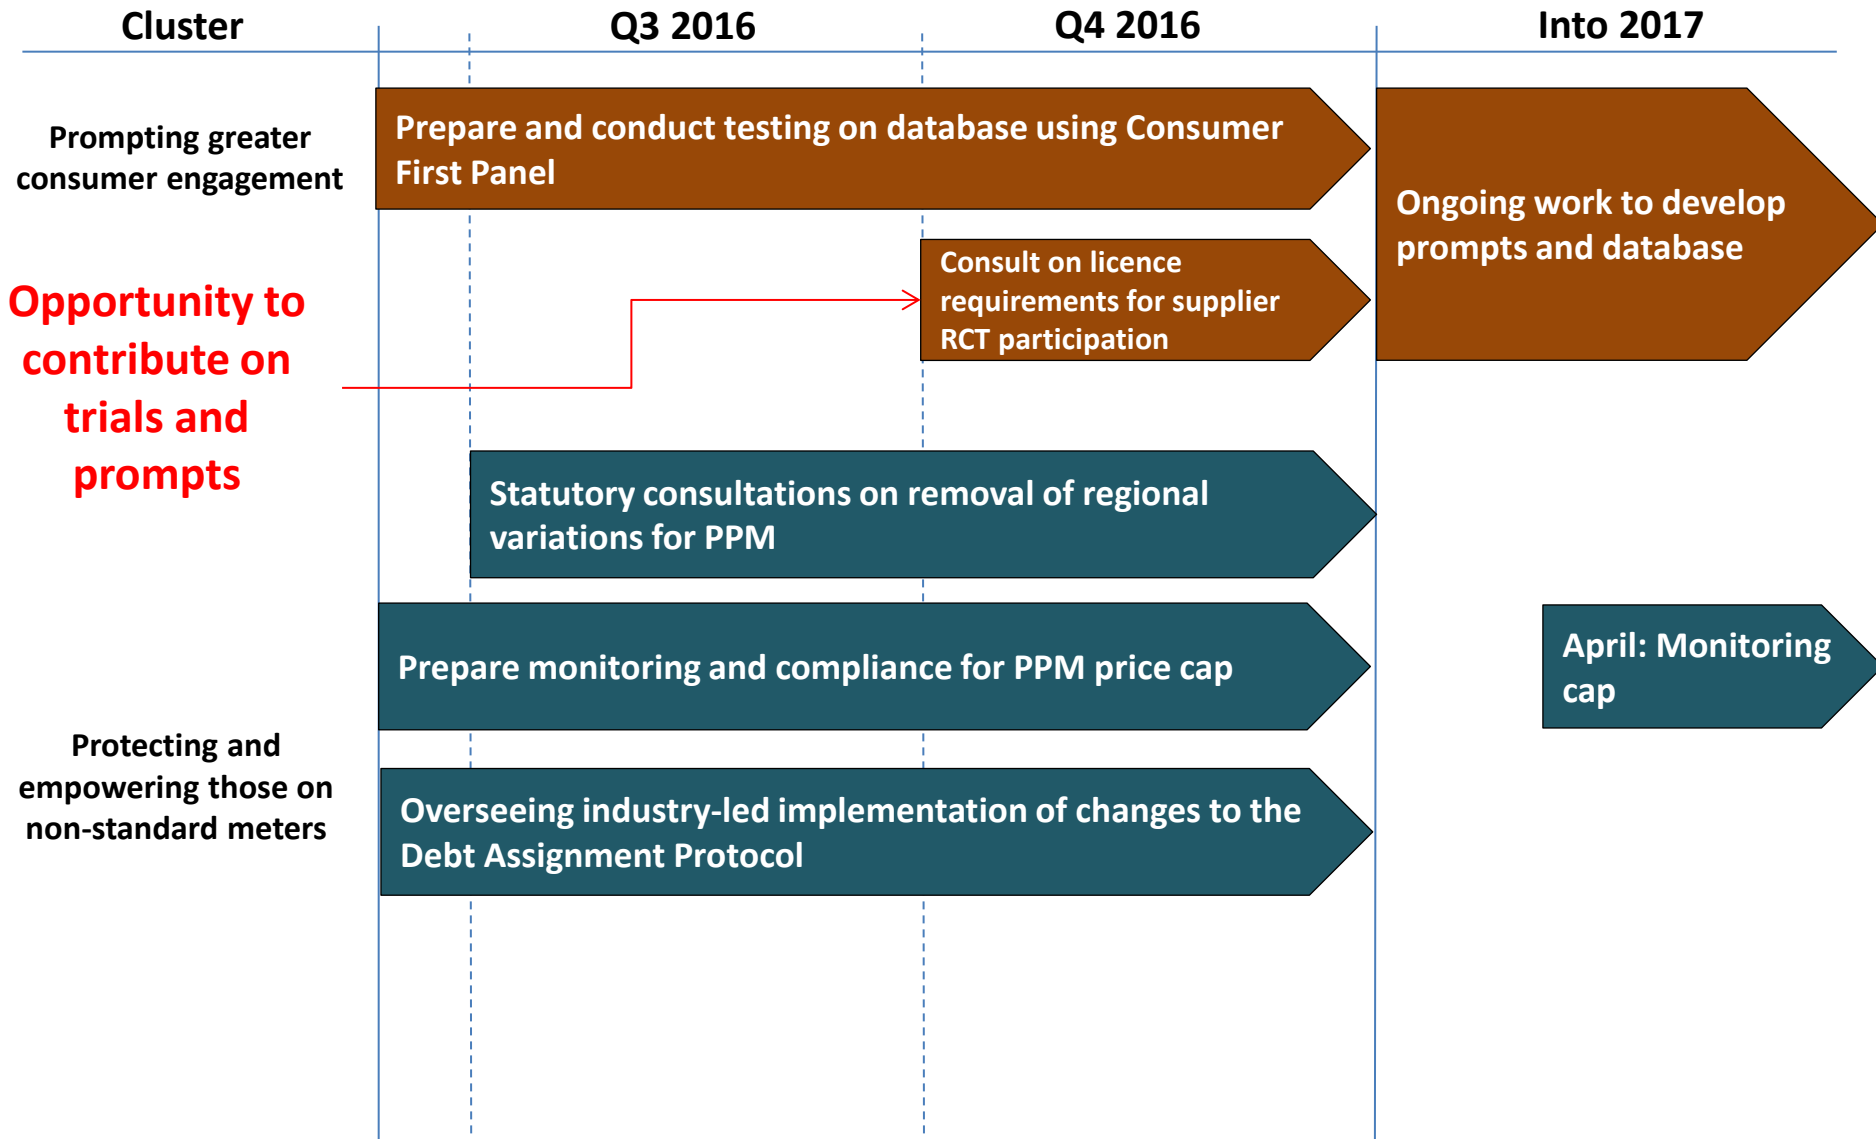 Cluster
Q3 2016
Q4 2016
Into 2017
Prompting greater
consumer engagement
Prepare and conduct testing on database using Consumer
First Panel
Ongoing work to develop
prompts and database
Consult on licence
requirements for supplier
RCT participation
Opportunity to
contribute on
trials and
prompts
Statutory consultations on removal of regional
variations for PPM
Prepare monitoring and compliance for PPM price cap
April: Monitoring
cap
Protecting and
empowering those on
non-standard meters
Overseeing industry-led implementation of changes to the
Debt Assignment Protocol